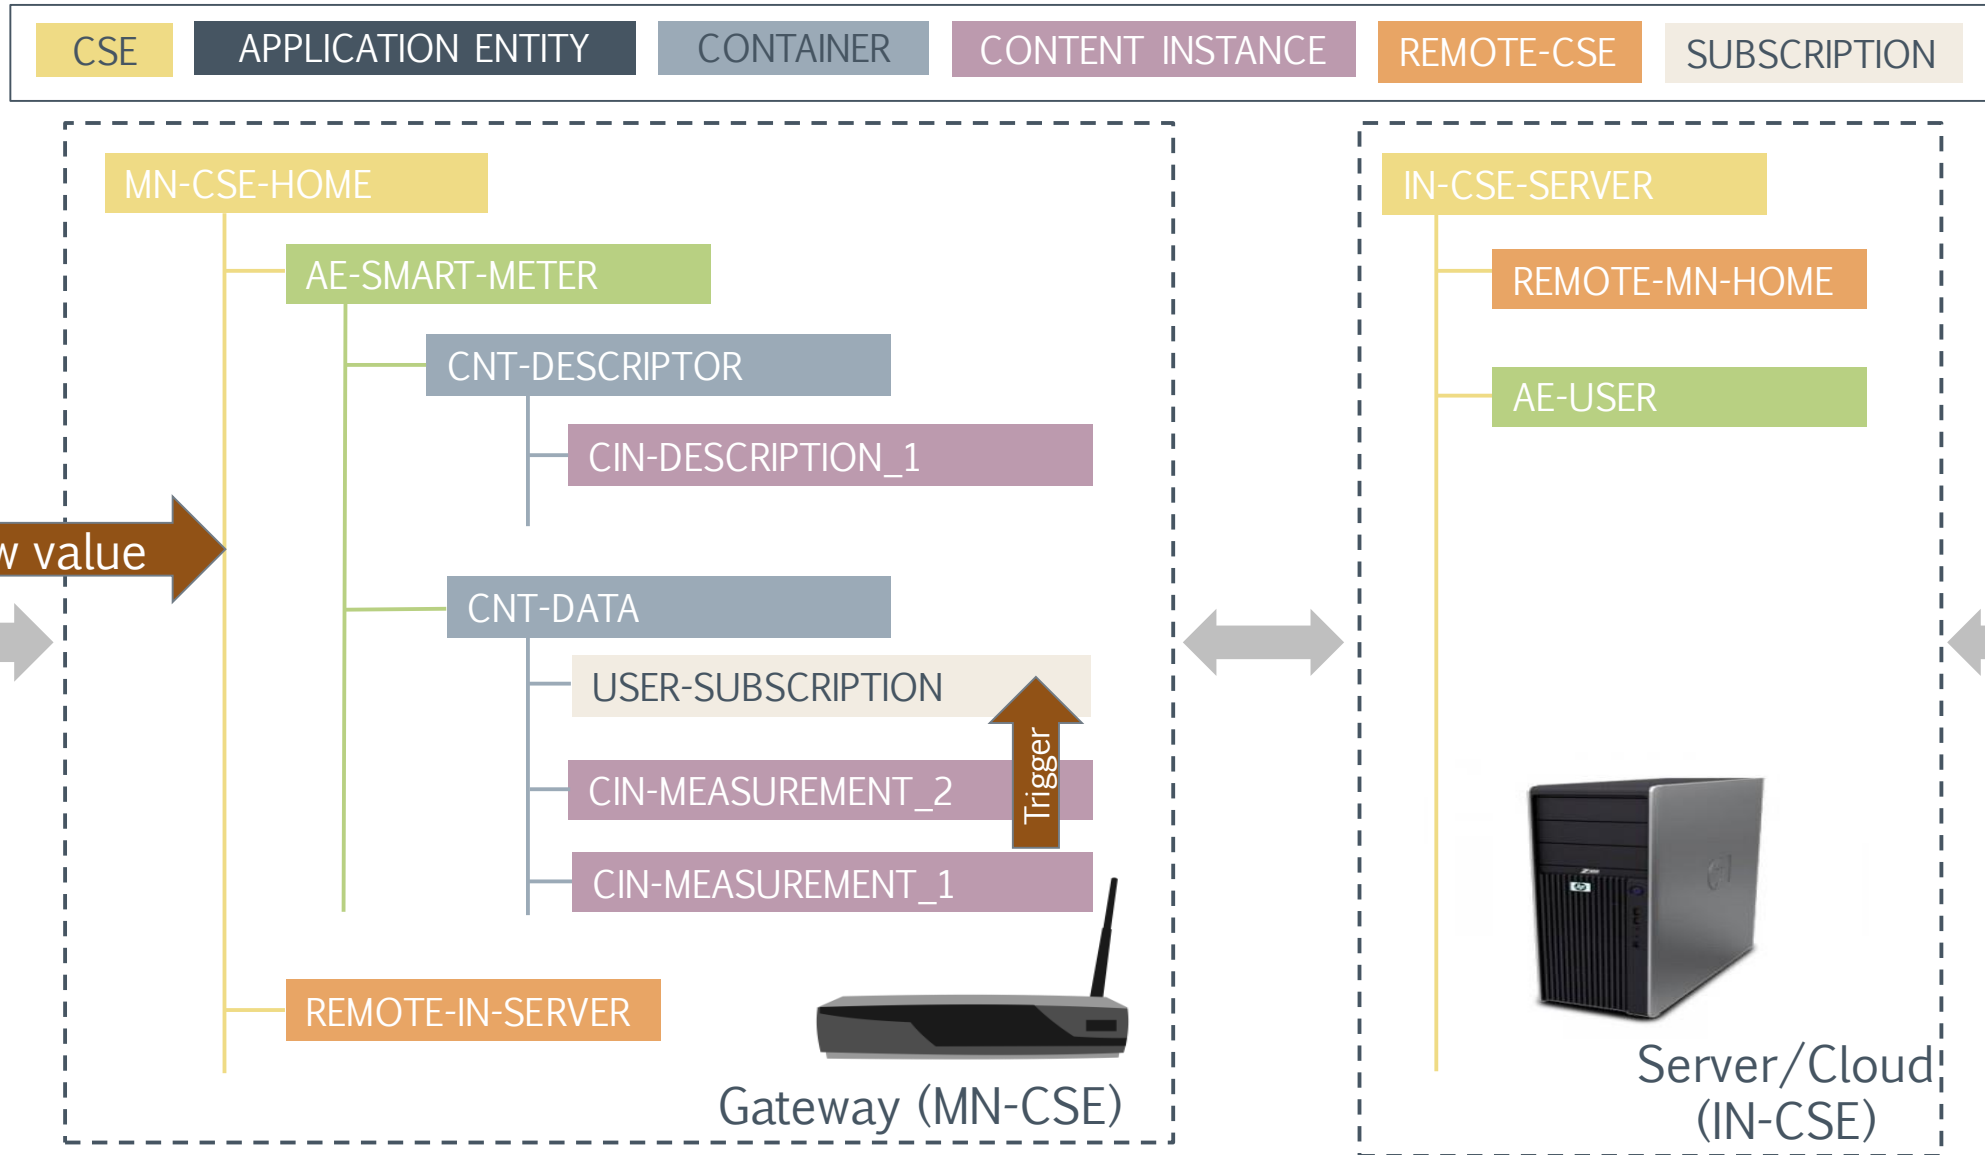 CSE
APPLICATION ENTITY
CONTAINER
CONTENT INSTANCE
REMOTE-CSE
SUBSCRIPTION
MN-CSE-HOME
AE-SMART-METER
CNT-DESCRIPTOR
CIN-DESCRIPTION_1
w value
CNT-DATA
USER-SUBSCRIPTION
Trigger
CIN-MEASUREMENT_2
CIN-MEASUREMENT_1
REMOTE-IN-SERVER
Gateway (MN-CSE)
IN-CSE-SERVER
REMOTE-MN-HOME
AE-USER
hp
Server/Cloud
(IN-CSE)